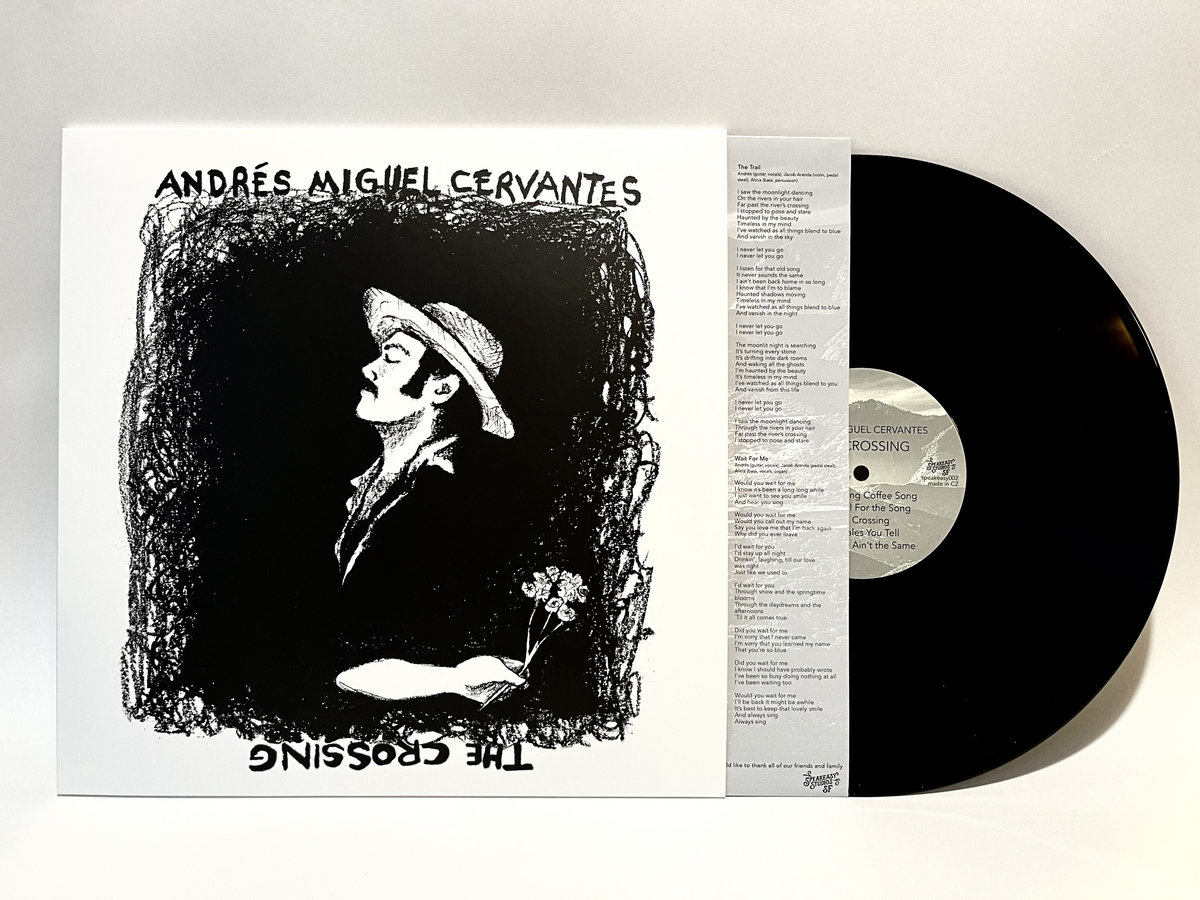 ANDRÉS MIGUEL CERVANTES
THE CROSSING
The Trail
Andrés (guitar, vocals), Jacob Aranda (violin, pedal
steel), Alicia (bass, percussion)
I saw the moonlight dancing
On the rivers in your hair
Far past the river's crossing
I stopped to pose and stare
Haunted by the beauty
Timeless in my mind
I've watched as all things blend to blue
And vanish in the sky
I never let you go
I never let you go
I listen for that old song
It never sounds the same
I ain't been back home in so long
I know that I'm to blame
Haunted shadows moving
Timeless in my mind
I've watched as all things blend to blue
And vanish in the night
I never let you go
I never let you go
The moonlit night is searching
It's turning every stone
It's drifting into dark rooms
And waking all the ghosts
I'm haunted by the beauty
It's timeless in my mind
I've watched as all things blend to you
And vanish from this life
I never let you go
I never let you go
I saw the moonlight dancing
Through the rivers in your hair
Far past the river's crossing
I stopped to pose and stare
Wait For Me
Andrés (guitar, vocals), Jacob Aranda (pedal steel),
Alicia (bass, vocals, organ)
Would you wait for me
I know it's been a long long while
I just want to see you smile
And hear you sing
Would you wait for me
Would you call out my name
Say you love me that I'm back again
Why did you ever leave
I'd wait for you
I'd stay up all night
Drinkin', laughing, till our love
was right
Just like we used to
I'd wait for you
Through snow and the springtime
blooms
Through the daydreams and the
afternoons
'Til it all comes true
Did you wait for me
I'm sorry that I never came
I'm sorry that you learned my name
That you're so blue
Did you wait for me
I know I should have probably wrote
I've been so busy doing nothing at all
I've been waiting too
Would you wait for me
I'll be back it might be awhile
It's best to keep that lovely smile
And always sing
Always sing
ld like to thank all of our friends and family
SPEAKEASY
STUDIOS
SF
GUEL CERVANTES
CROSSING
SPEAKEASY
STUDIOS SF
speakeasy002
made in CZ
ng Coffee Song
l For the Song
Crossing
ales You Tell
Ain't the Same